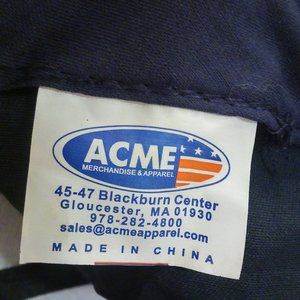 ACME
MERCHANDISE & APPAREL
45-47 Blackburn Center
Gloucester, MA 01930
978-282-4800
sales@acmeapparel.com
MADE IN CHINA